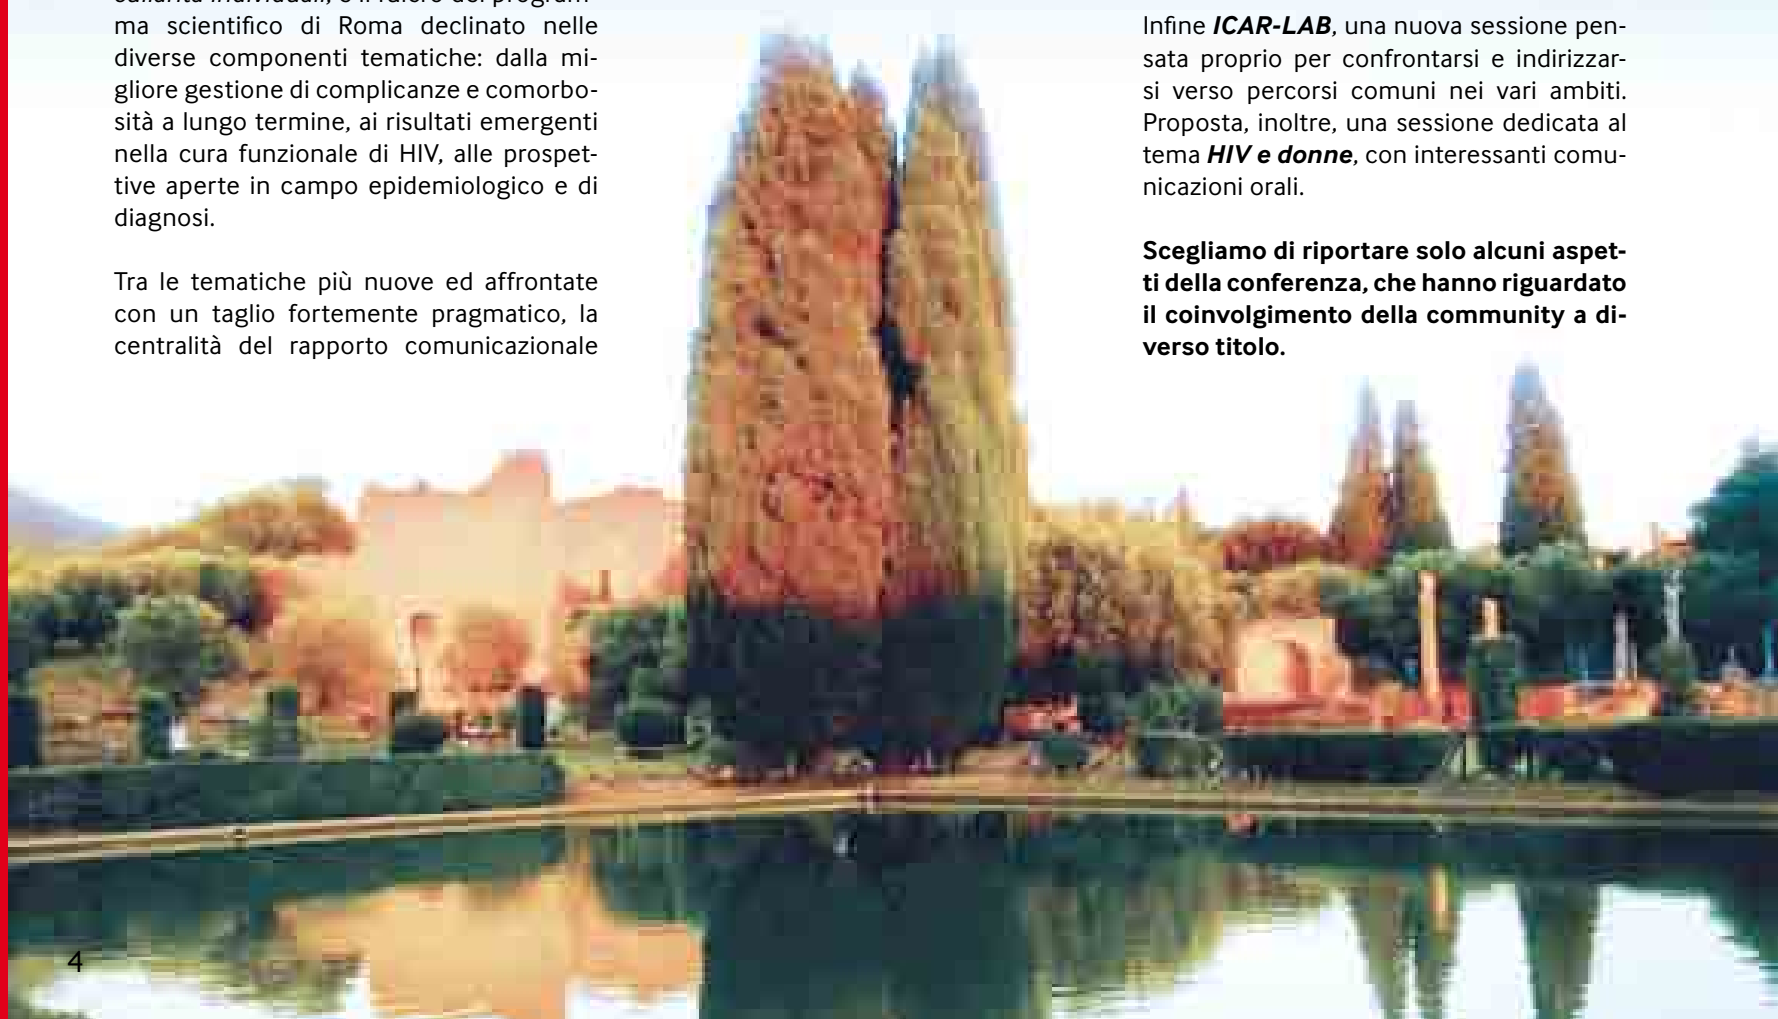 ma scientifico di Roma declinato nelle
diverse componenti tematiche: dalla mi-
gliore gestione di complicanze e comorbo-
sità a lungo termine, ai risultati emergenti
nella cura funzionale di HIV, alle prospet-
tive aperte in campo epidemiologico e di
diagnosi.
Tra le tematiche più nuove ed affrontate
con un taglio fortemente pragmatico, la
centralità del rapporto comunicazionale
Infine ICAR-LAB, una nuova sessione pen-
sata proprio per confrontarsi e indirizzar-
si verso percorsi comuni nei vari ambiti.
Proposta, inoltre, una sessione dedicata al
tema HIV e donne, con interessanti comu-
nicazioni orali.
Scegliamo di riportare solo alcuni aspet-
ti della conferenza, che hanno riguardato
il coinvolgimento della community a di-
verso titolo.
4